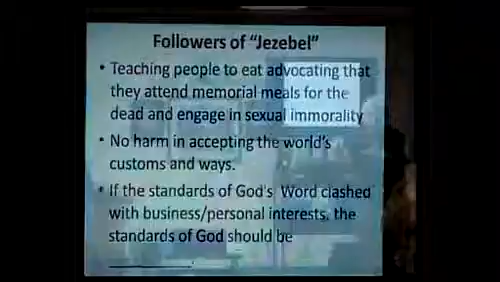 Followers of "Jezebel"
• Teaching people to eat advocating that
they attend memorial meals for the
dead and engage in sexual immorality
• No harm in accepting the world's
customs and ways.
• If the standards of God's Word clashed
with business/personal interests, the
standards of God should be
____________.